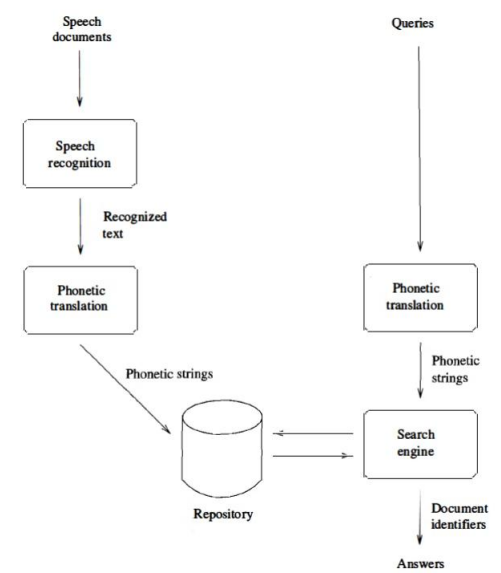 Speech
documents
Queries
Speech
recognition
Recognized
text
Phonetic
translation
Phonetic
translation
Phonetic strings
Phonetic
strings
Search
engine
Repository
Document
identifiers
Answers